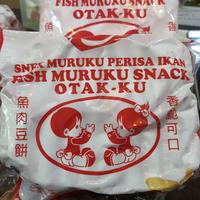 FISH MURUKU SNACK
OTAK-KU
SNEK MURUKU PERISA IKAN
FISH MURUKU SNACK
OTAK-KU
魚肉豆餅
香脆可口